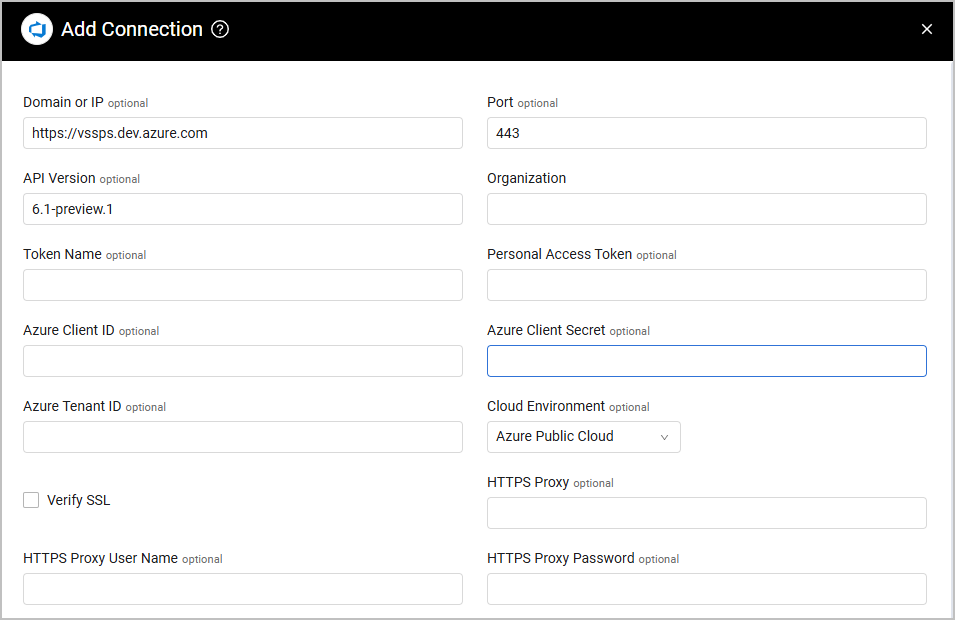 Add Connection ?
Domain or IP optional
Port optional
https://vssps.dev.azure.com
443
API Version optional
Organization
6.1-preview.1
Token Name optional
Personal Access Token optional
Azure Client ID optional
Azure Client Secret optional
Azure Tenant ID optional
Cloud Environment optional
Azure Public Cloud
HTTPS Proxy optional
Verify SSL
HTTPS Proxy User Name optional
HTTPS Proxy Password optional